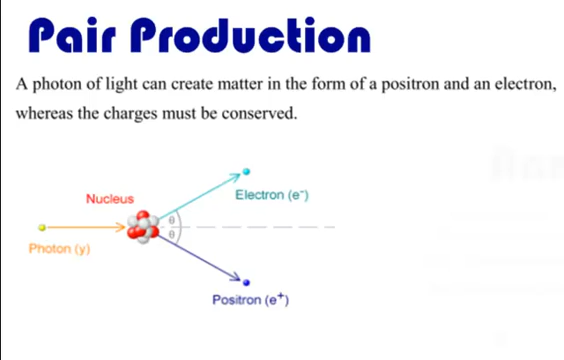 Pair Production
A photon of light can create matter in the form of a positron and an electron,
whereas the charges must be conserved.
Electron (e⁻)
Nucleus
θ
θ
Photon (y)
Positron (e⁺)